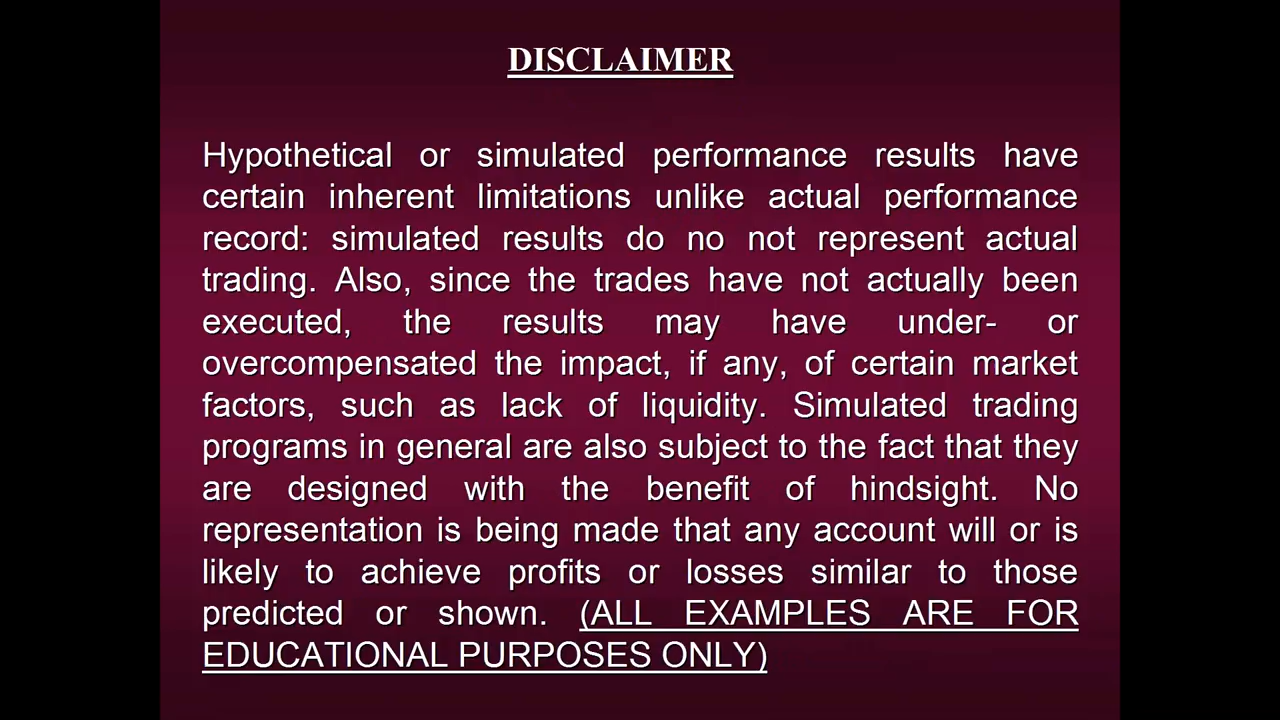 DISCLAIMER
Hypothetical or simulated performance results have
certain inherent limitations unlike actual performance
record: simulated results do no not represent actual
trading. Also, since the trades have not actually been
executed, the results may have under- or
overcompensated the impact, if any, of certain market
factors, such as lack of liquidity. Simulated trading
programs in general are also subject to the fact that they
are designed with the benefit of hindsight. No
representation is being made that any account will or is
likely to achieve profits or losses similar to those
predicted or shown. (ALL EXAMPLES ARE FOR
EDUCATIONAL PURPOSES ONLY)